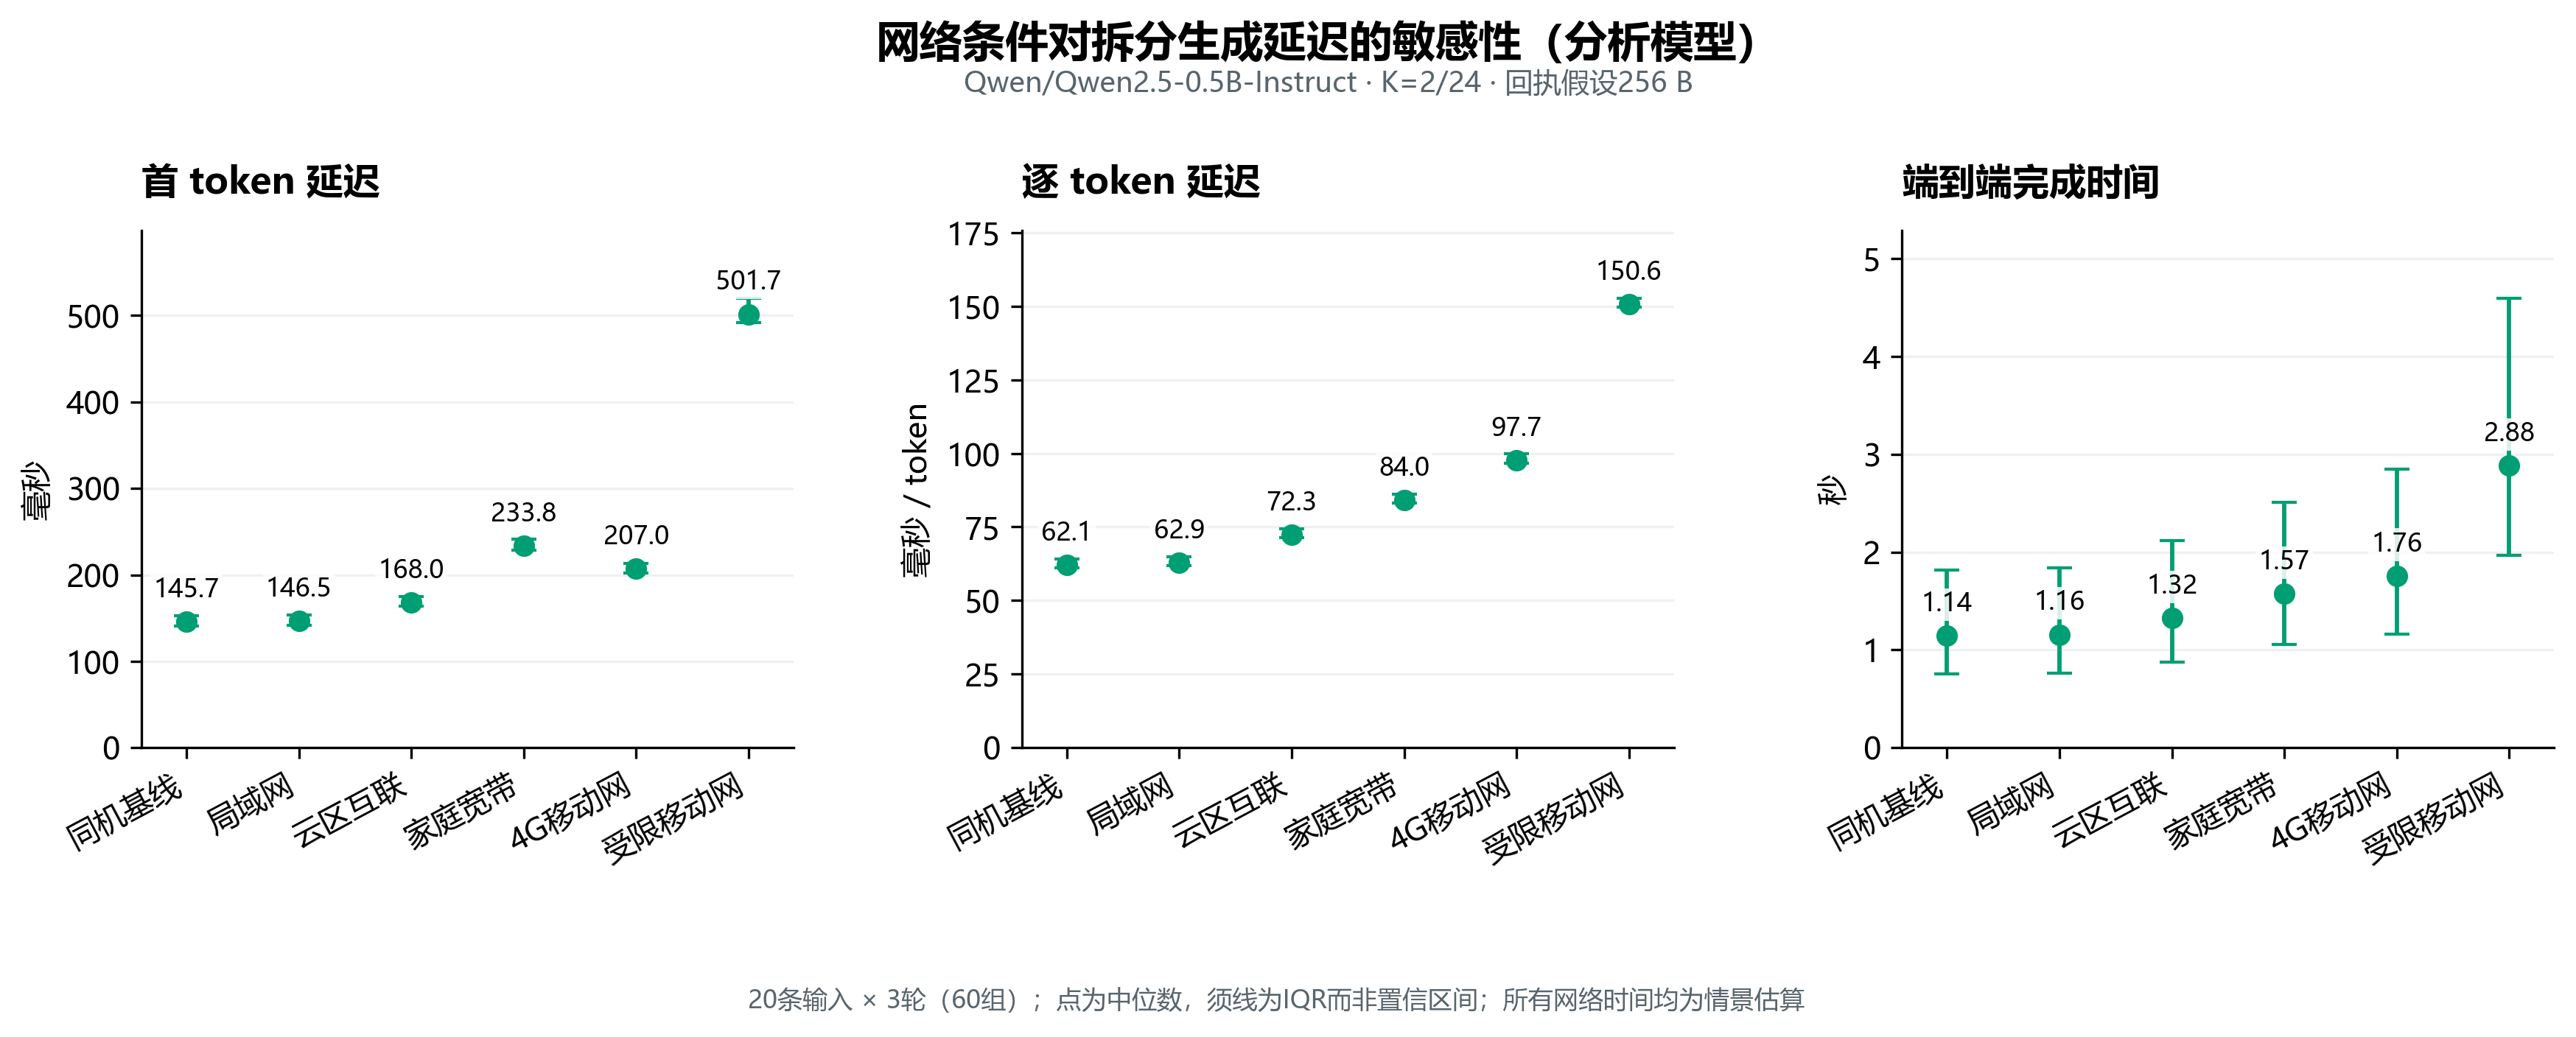 网络条件对拆分生成延迟的敏感性（分析模型）
Qwen/Qwen2.5-0.5B-Instruct · K=2/24 · 回执假设256 B
首 token 延迟
毫秒
500
400
300
200
100
0
145.7
146.5
168.0
233.8
207.0
501.7
同机基线
局域网
云区互联
家庭宽带
4G移动网
受限移动网
逐 token 延迟
毫秒 / token
175
150
125
100
75
50
25
0
62.1
62.9
72.3
84.0
97.7
150.6
同机基线
局域网
云区互联
家庭宽带
4G移动网
受限移动网
端到端完成时间
秒
5
4
3
2
1
0
1.14
1.16
1.32
1.57
1.76
2.88
同机基线
局域网
云区互联
家庭宽带
4G移动网
受限移动网
20条输入 × 3轮（60组）；点为中位数，须线为IQR而非置信区间；所有网络时间均为情景估算